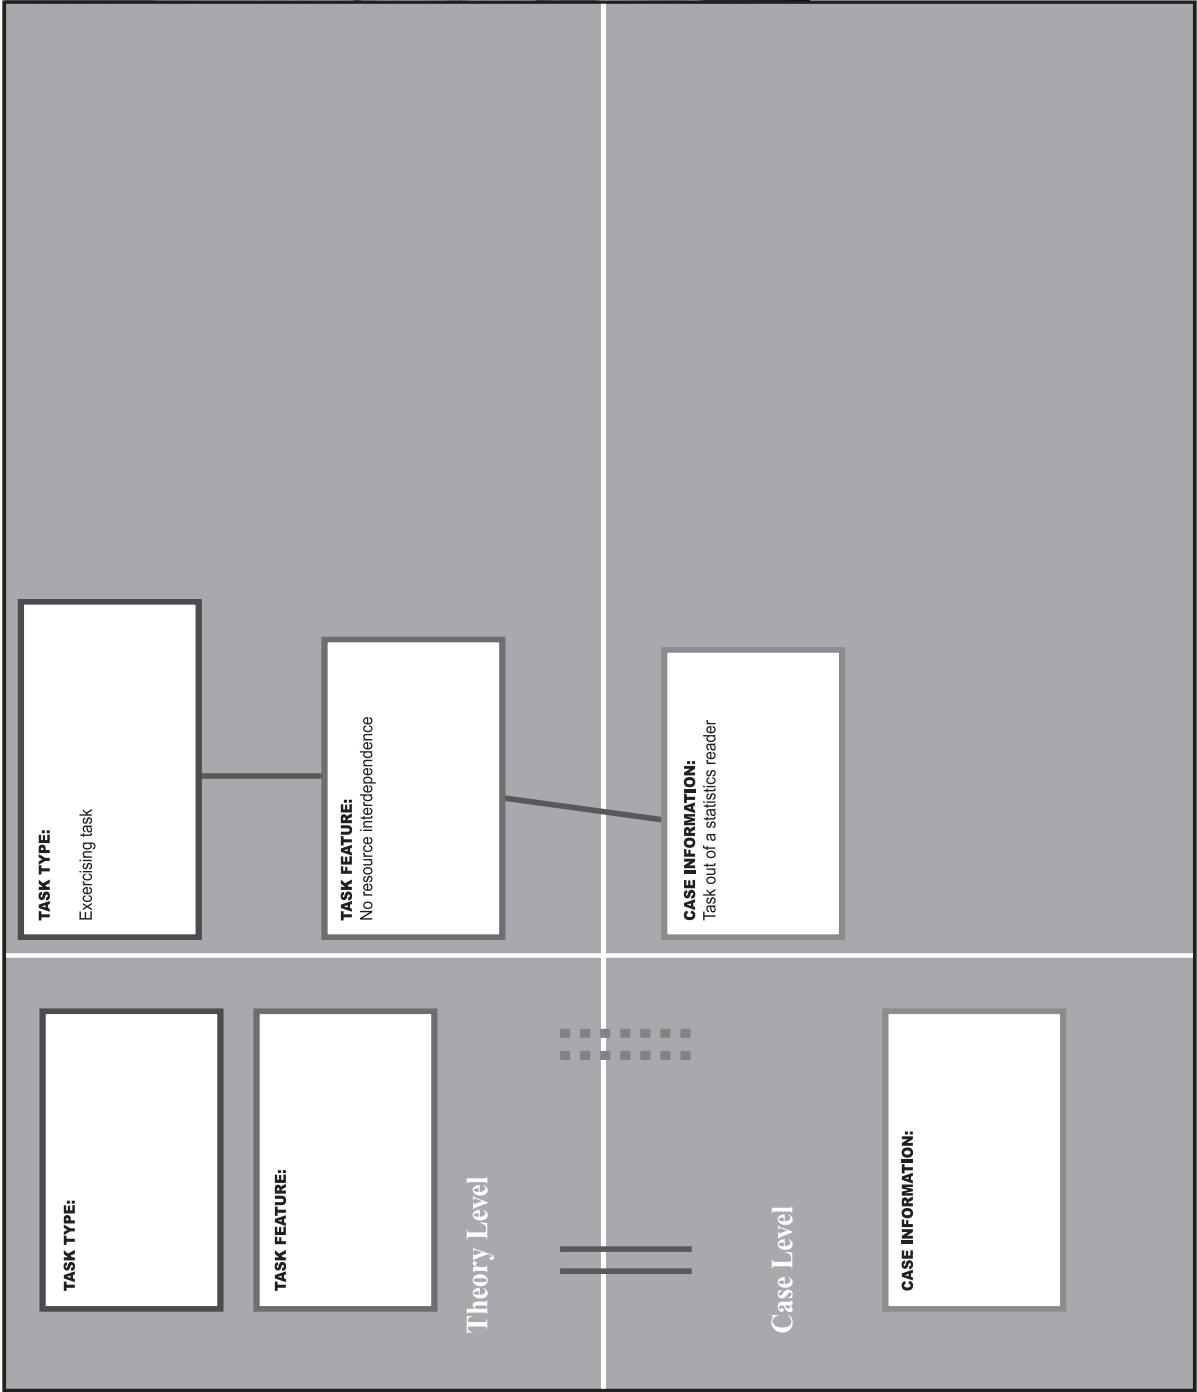 TASK TYPE:
Excercising task
TASK FEATURE:
No resource interdependence
CASE INFORMATION:
Task out of a statistics reader
TASK TYPE:
TASK FEATURE:
Theory Level
Case Level
CASE INFORMATION: